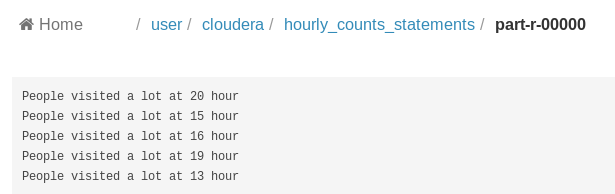 Home / user / cloudera / hourly_counts_statements / part-r-00000
People visited a lot at 20 hour
People visited a lot at 15 hour
People visited a lot at 16 hour
People visited a lot at 19 hour
People visited a lot at 13 hour